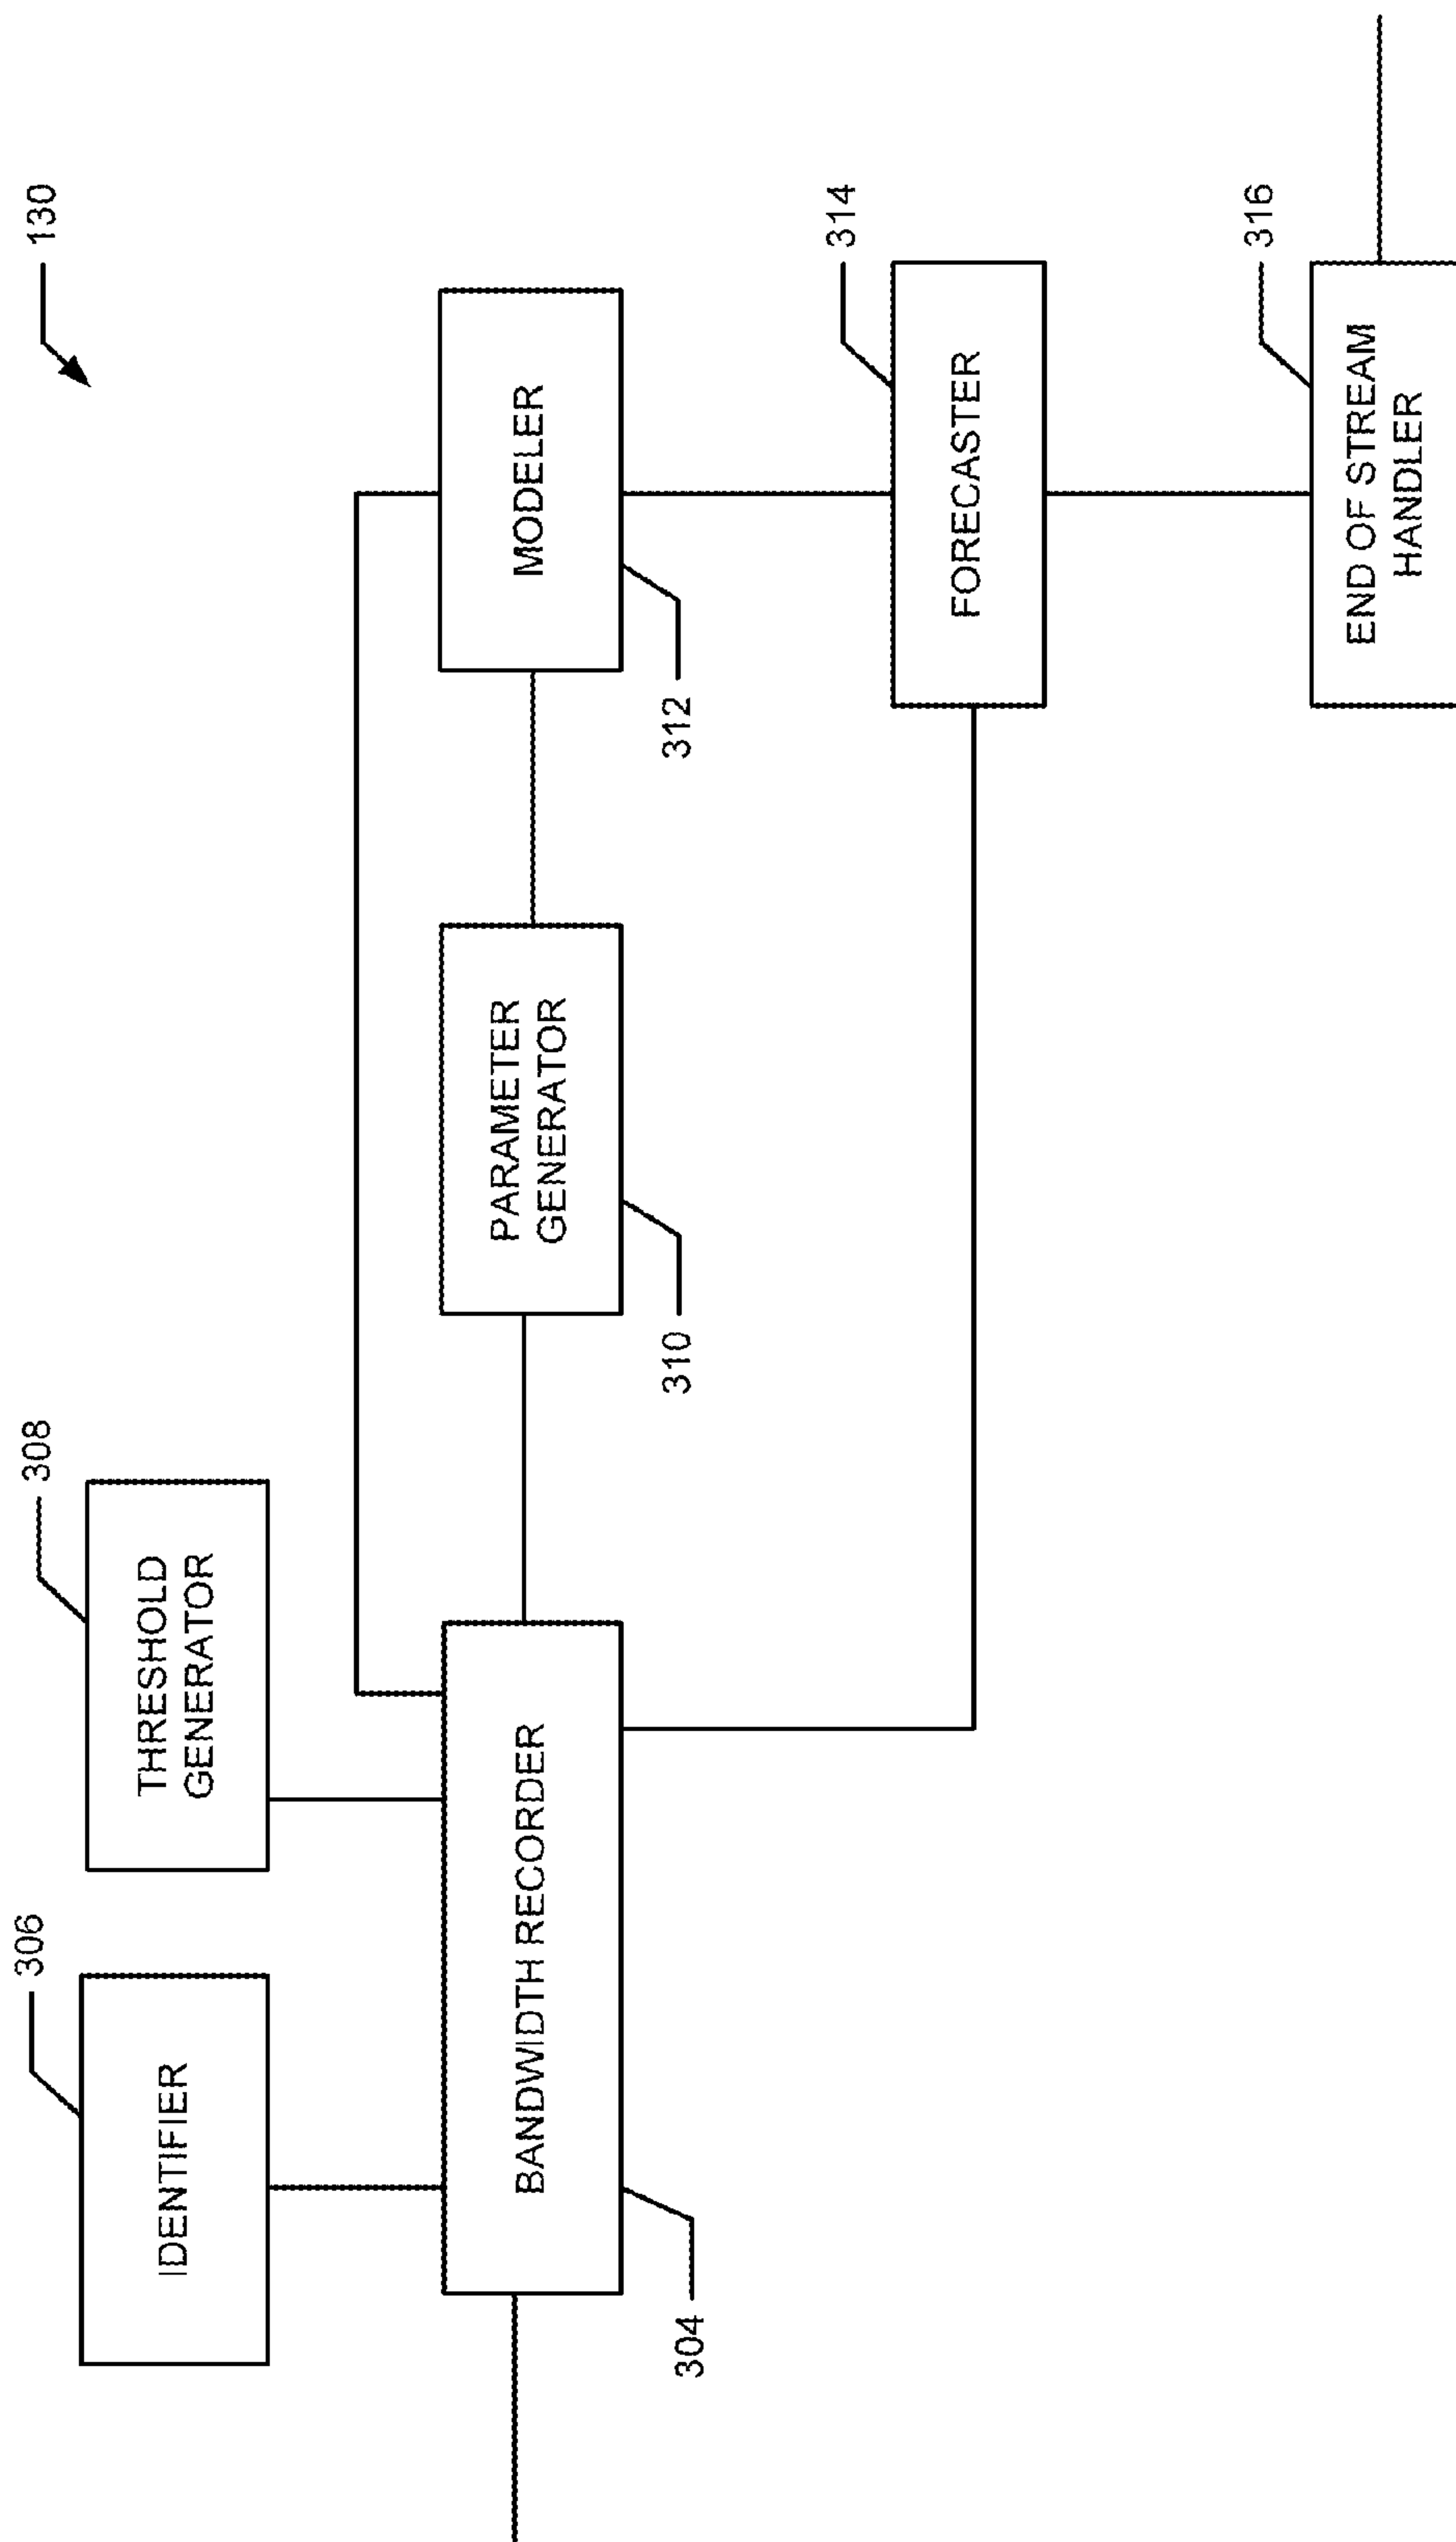 130
306
IDENTIFIER
308
THRESHOLD
GENERATOR
BANDWIDTH RECORDER
304
PARAMETER
GENERATOR
310
MODELER
312
314
FORECASTER
316
END OF STREAM
HANDLER